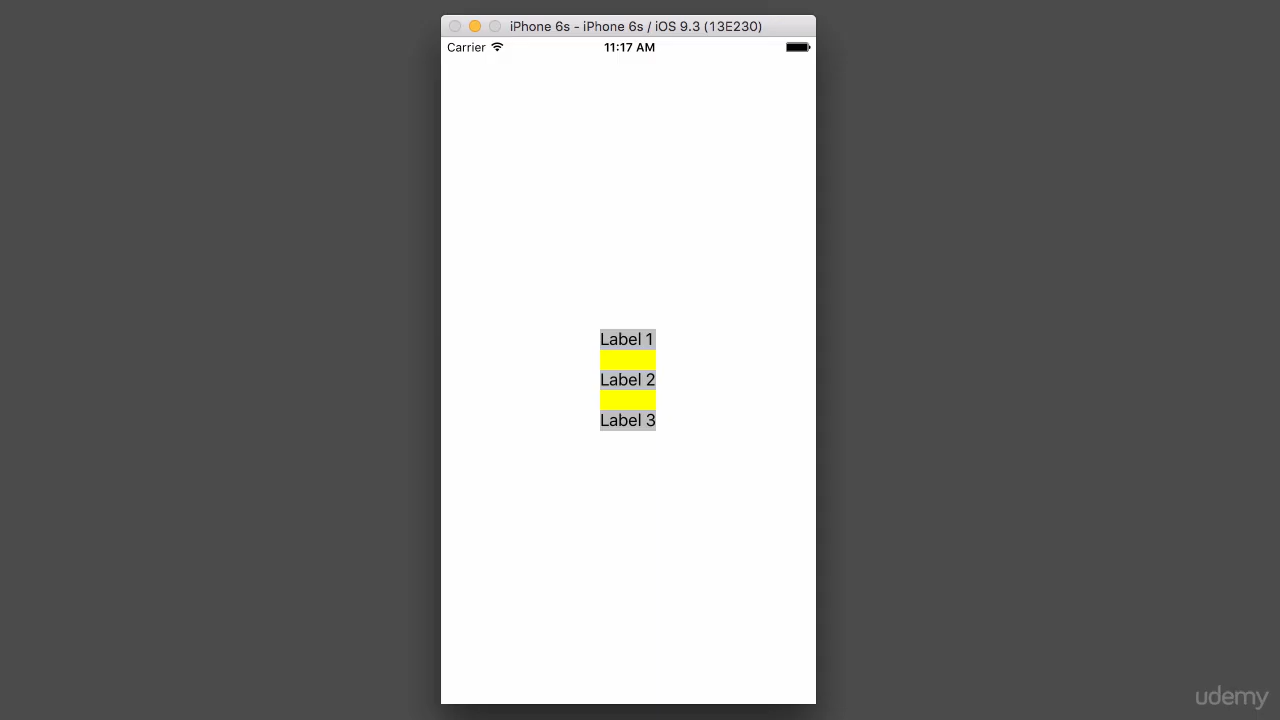 iPhone 6s - iPhone 6s / iOS 9.3 (13E230)
Carrier 11:17 AM
Label 1
Label 2
Label 3
udemy